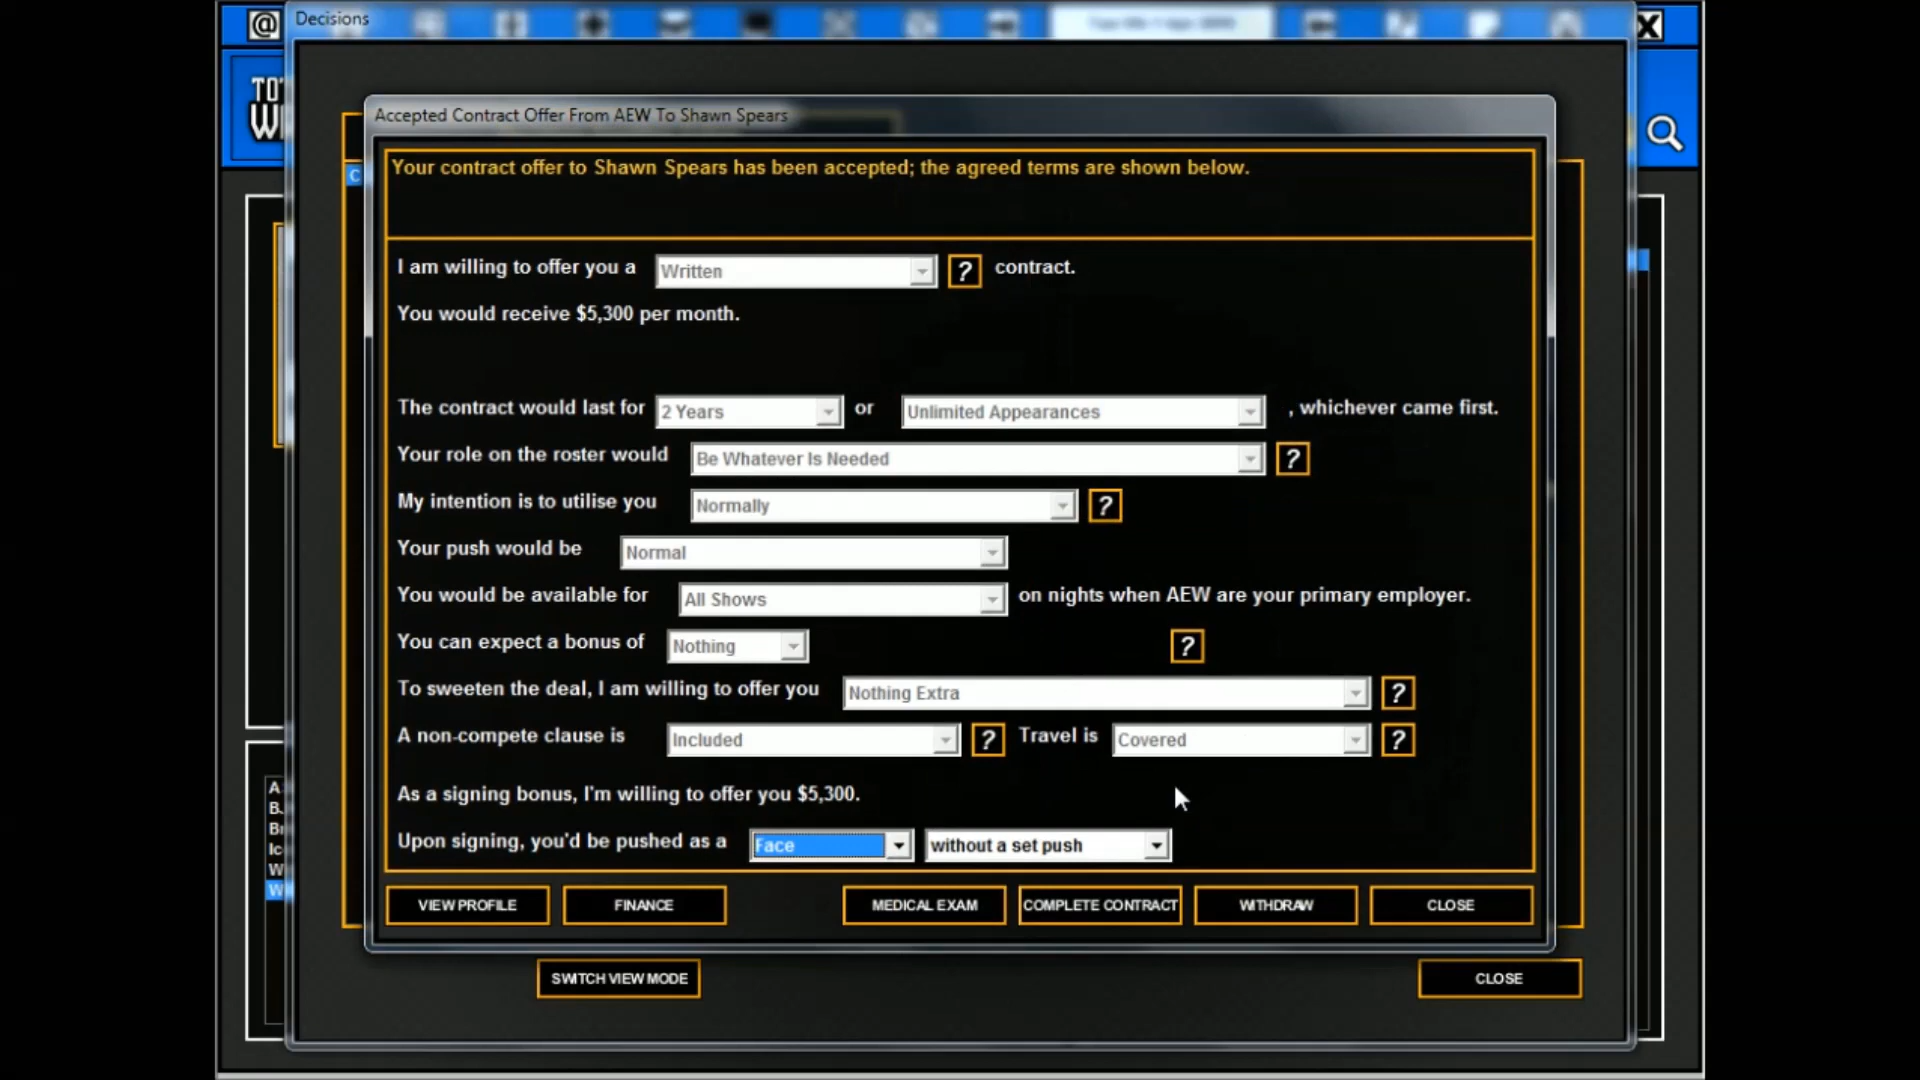 @
Decisions
X
Accepted Contract Offer From AEW To Shawn Spears
Your contract offer to Shawn Spears has been accepted; the agreed terms are shown below.
I am willing to offer you a Written ? contract.
You would receive $5,300 per month.
The contract would last for 2 Years or Unlimited Appearances , whichever came first.
Your role on the roster would Be Whatever Is Needed ?
My intention is to utilise you Normally ?
Your push would be Normal
You would be available for All Shows on nights when AEW are your primary employer.
You can expect a bonus of Nothing ?
To sweeten the deal, I am willing to offer you Nothing Extra ?
A non-compete clause is Included ? Travel is Covered ?
As a signing bonus, I'm willing to offer you $5,300.
Upon signing, you'd be pushed as a Face without a set push
VIEW PROFILE FINANCE MEDICAL EXAM COMPLETE CONTRACT WITHDRAW CLOSE
SWITCH VIEW MODE CLOSE